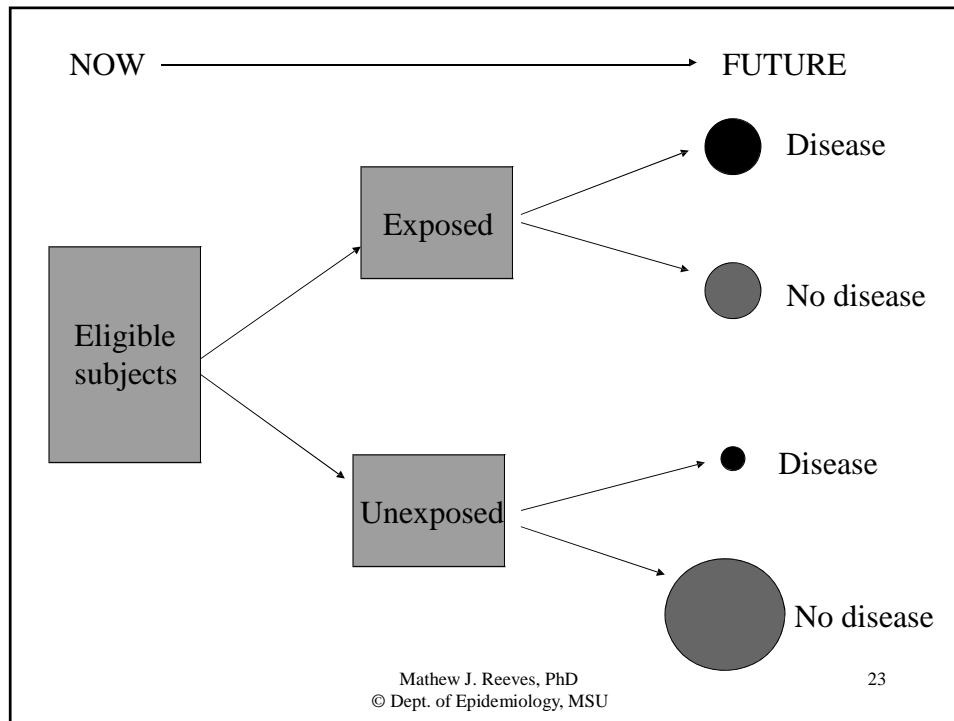 NOW
FUTURE
Disease
Exposed
No disease
Eligible
subjects
Disease
Unexposed
No disease
Mathew J. Reeves, PhD
© Dept. of Epidemiology, MSU
23